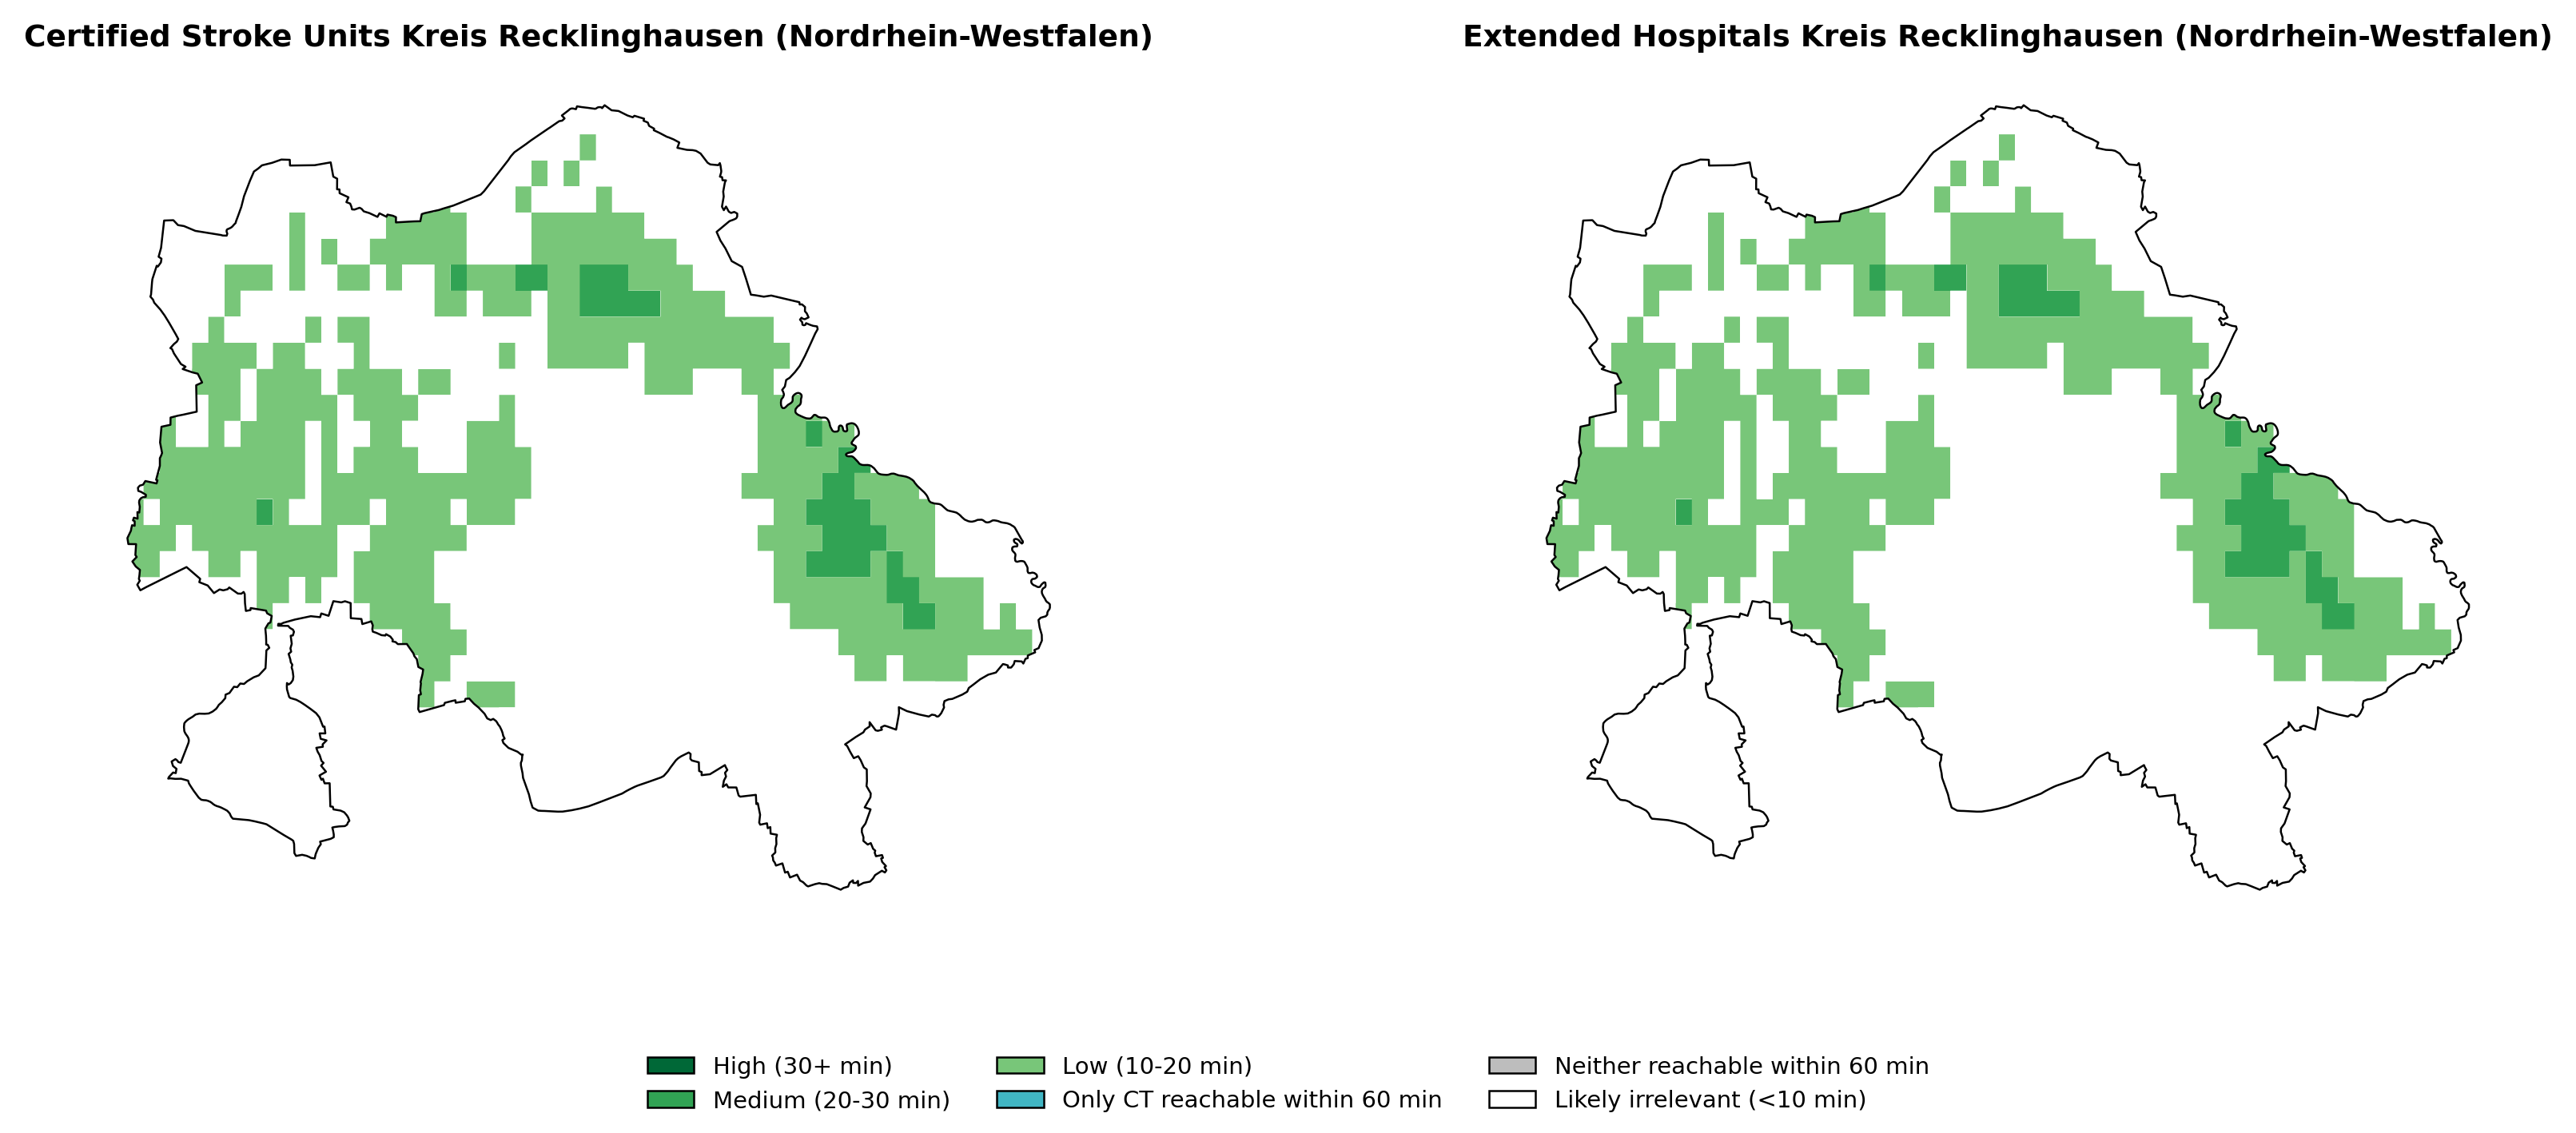 Certified Stroke Units Kreis Recklinghausen (Nordrhein-Westfalen)
Extended Hospitals Kreis Recklinghausen (Nordrhein-Westfalen)
High (30+ min)
Medium (20-30 min)
Low (10-20 min)
Only CT reachable within 60 min
Neither reachable within 60 min
Likely irrelevant (<10 min)